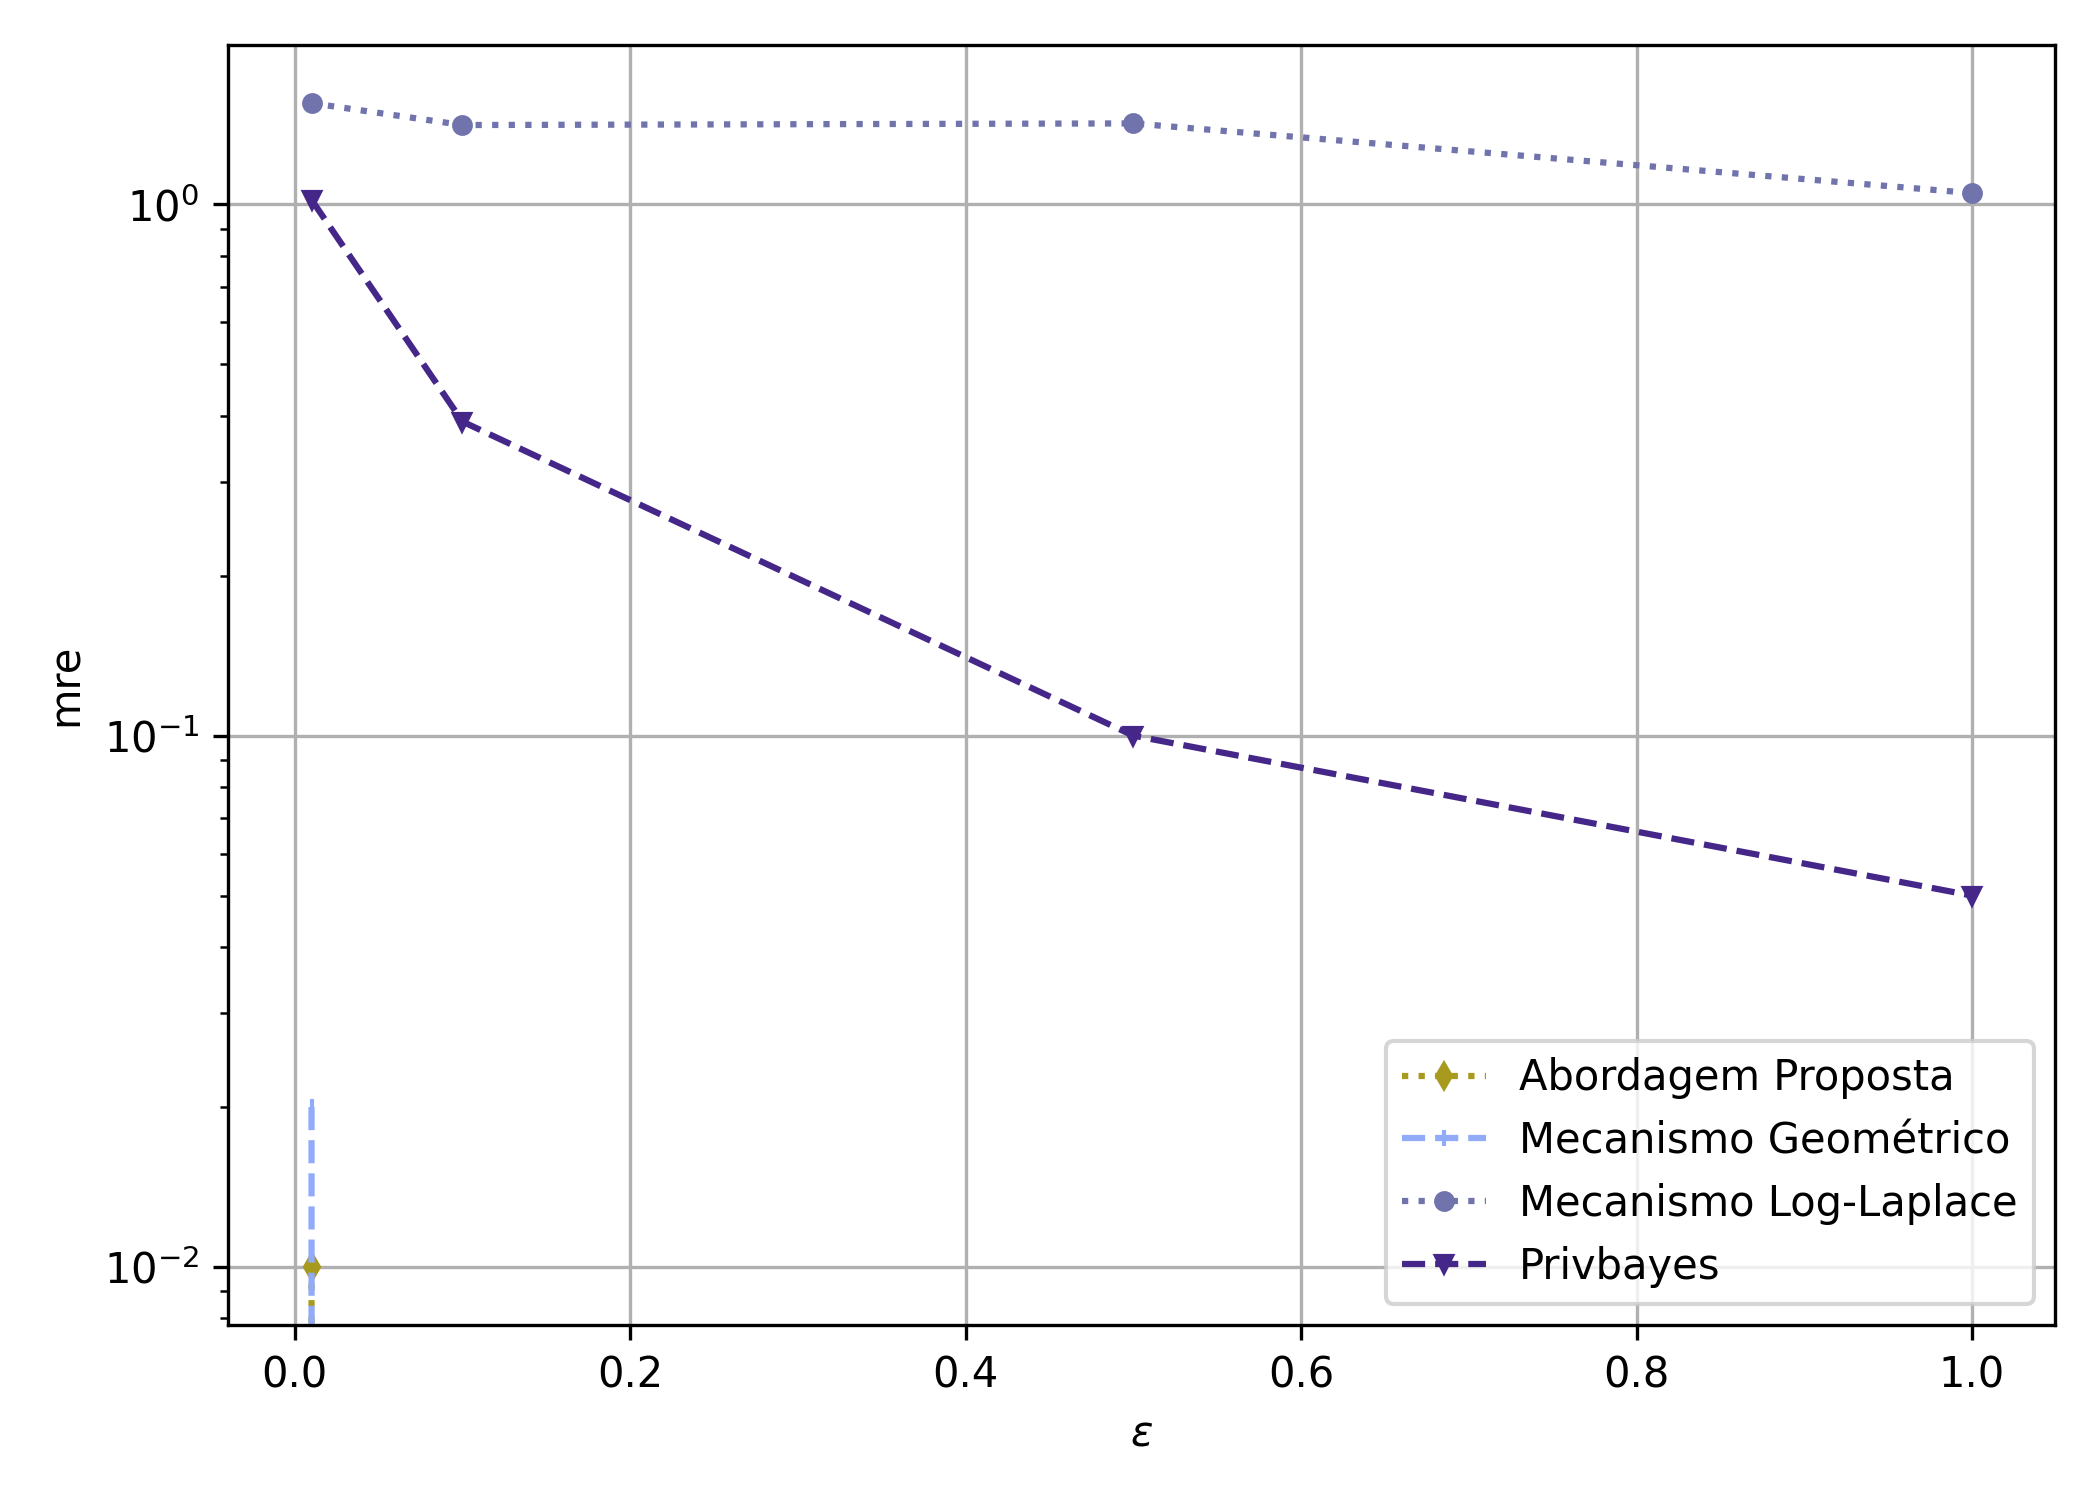 10⁰
10⁻¹
10⁻²
mre
0.0 0.2 0.4 0.6 0.8 1.0
ε
Abordagem Proposta
Mecanismo Geométrico
Mecanismo Log-Laplace
Privbayes